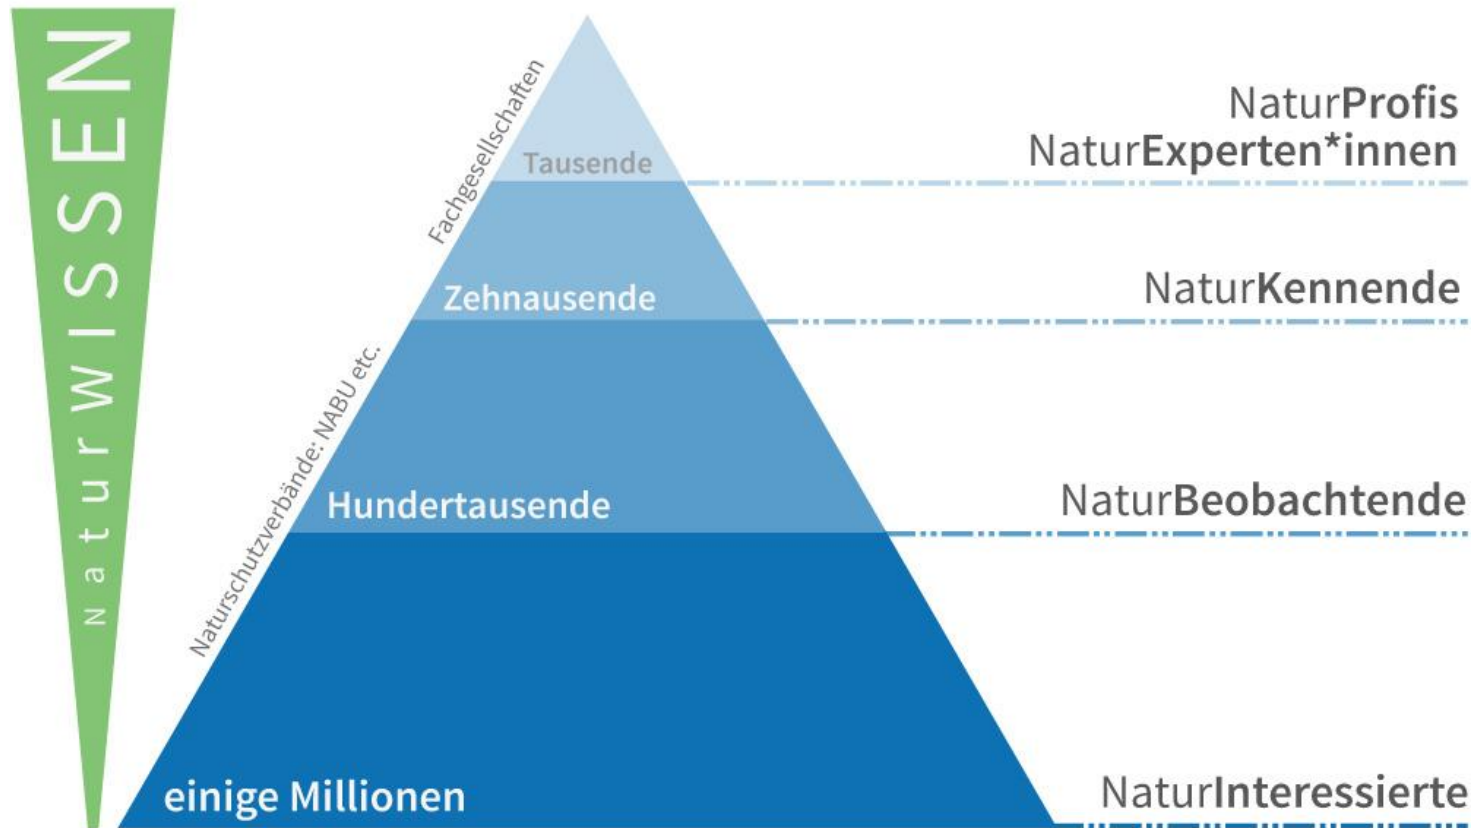 NaturWISSEN
Fachgesellschaften
Naturschutzverbände: NABU etc.
Tausende
NaturProfis
NaturExperten*innen
Zehnausende
NaturKennende
Hundertausende
NaturBeobachtende
einige Millionen
NaturInteressierte